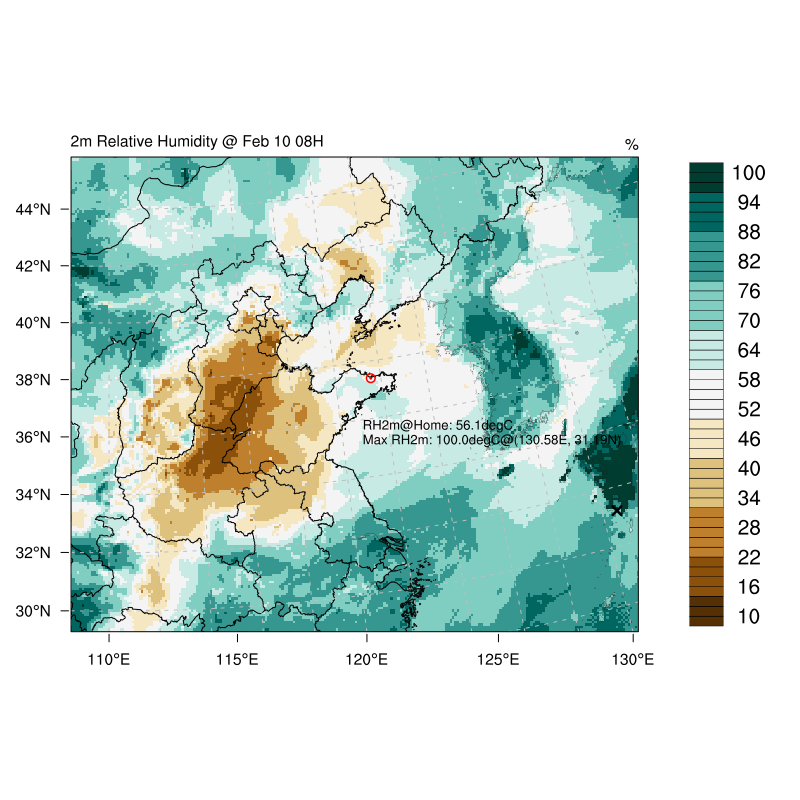 2m Relative Humidity @ Feb 10 08H
%
100
94
88
82
76
70
64
58
52
46
40
34
28
22
16
10
44°N
42°N
40°N
38°N
36°N
34°N
32°N
30°N
RH2m@Home: 56.1degC
Max RH2m: 100.0degC@(130.58E, 31.19N)
110°E
115°E
120°E
125°E
130°E